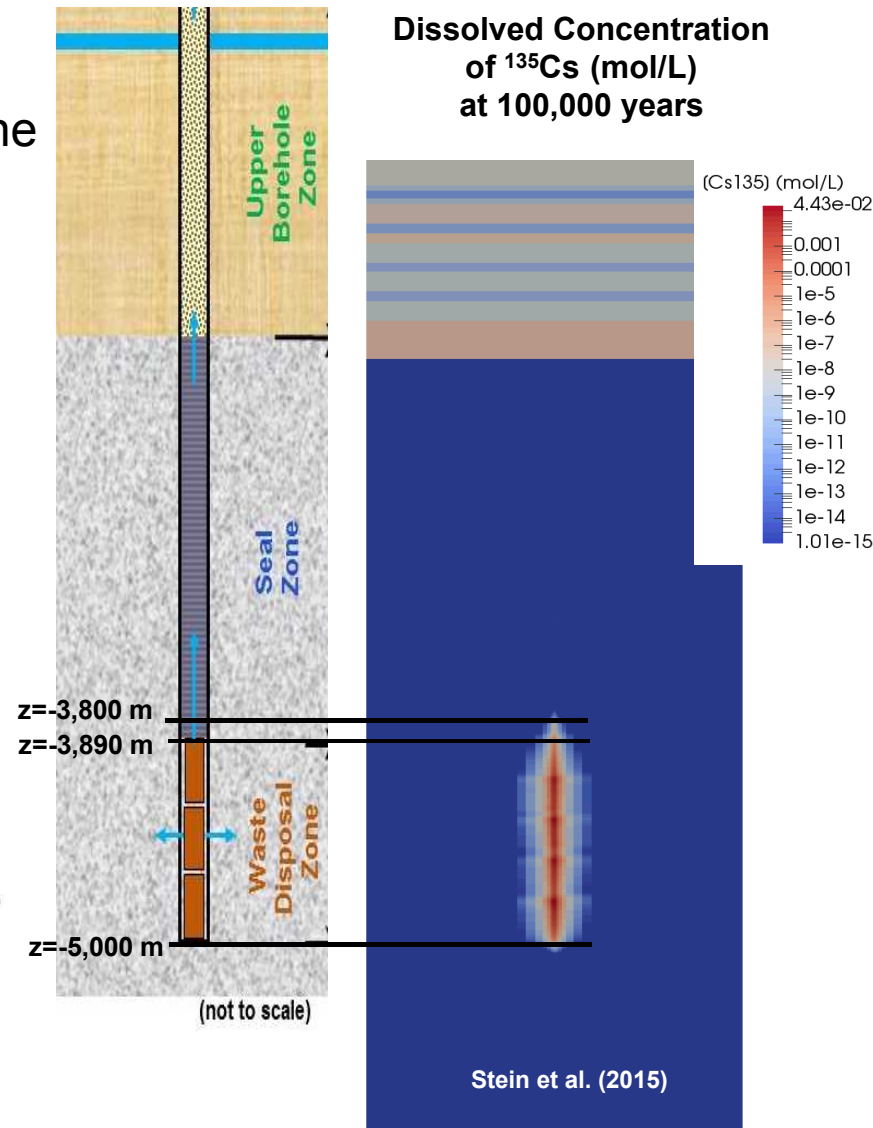 ne
Dissolved Concentration
of ¹³⁵Cs (mol/L)
at 100,000 years
Upper
Borehole
Zone
Seal
Zone
Waste
Disposal
Zone
z=-3,800 m
z=-3,890 m
z=-5,000 m
(not to scale)
[Cs135] (mol/L)
4.43e-02
0.001
0.0001
1e-5
1e-6
1e-7
1e-8
1e-9
1e-10
1e-11
1e-12
1e-13
1e-14
1.01e-15
Stein et al. (2015)